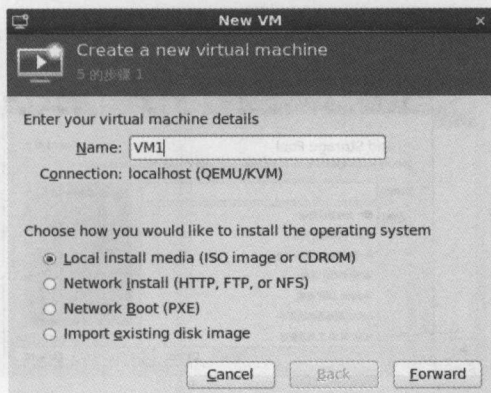 New VM
Create a new virtual machine
5 的步骤 1
Enter your virtual machine details
Name: VM1
Connection: localhost (QEMU/KVM)
Choose how you would like to install the operating system
Local install media (ISO image or CDROM)
Network Install (HTTP, FTP, or NFS)
Network Boot (PXE)
Import existing disk image
Cancel Back Forward